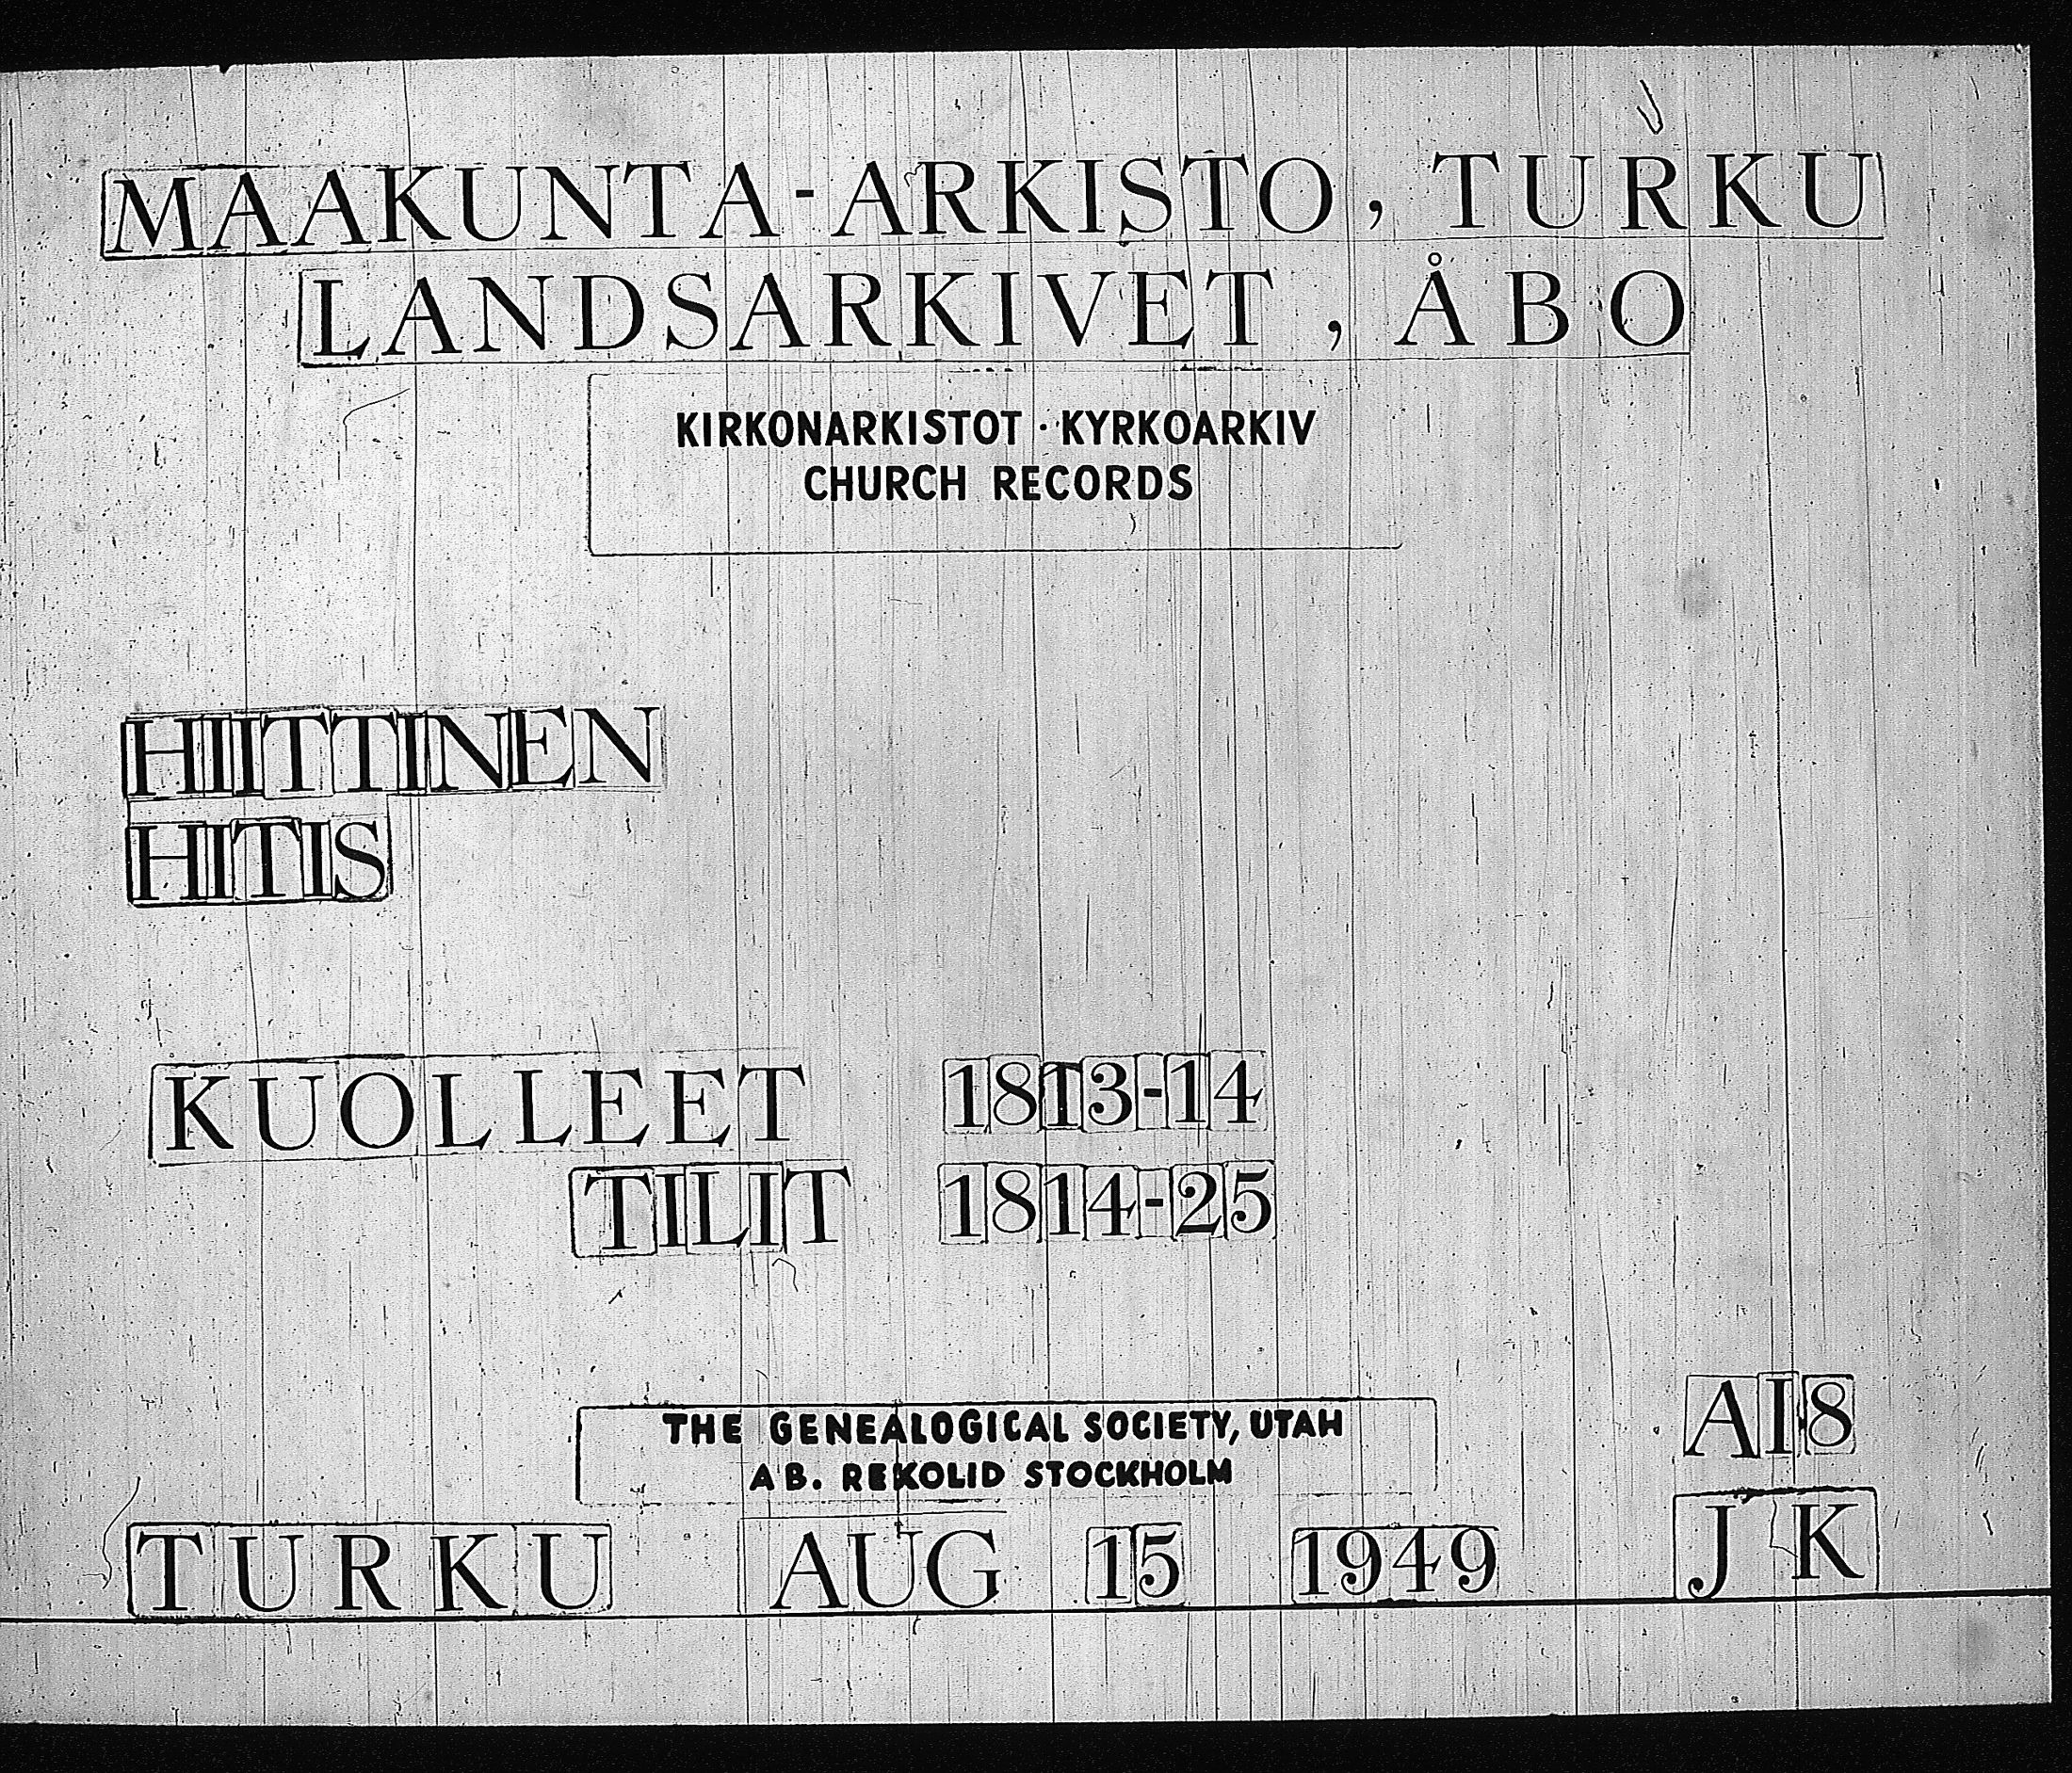 MAAKUNTA-ARKISTO, TURKU
LANDSARKIVET, ÅBO
KIRKONARKISTOT · KYRKOARKIV
CHURCH RECORDS
HIITTINEN
HITIS
KUOLLEET 1813-14
TILIT 1814-25
THE GENEALOGICAL SOCIETY, UTAH
AB. REKOLID STOCKHOLM
AI8
TURKU AUG 15 1949 JK